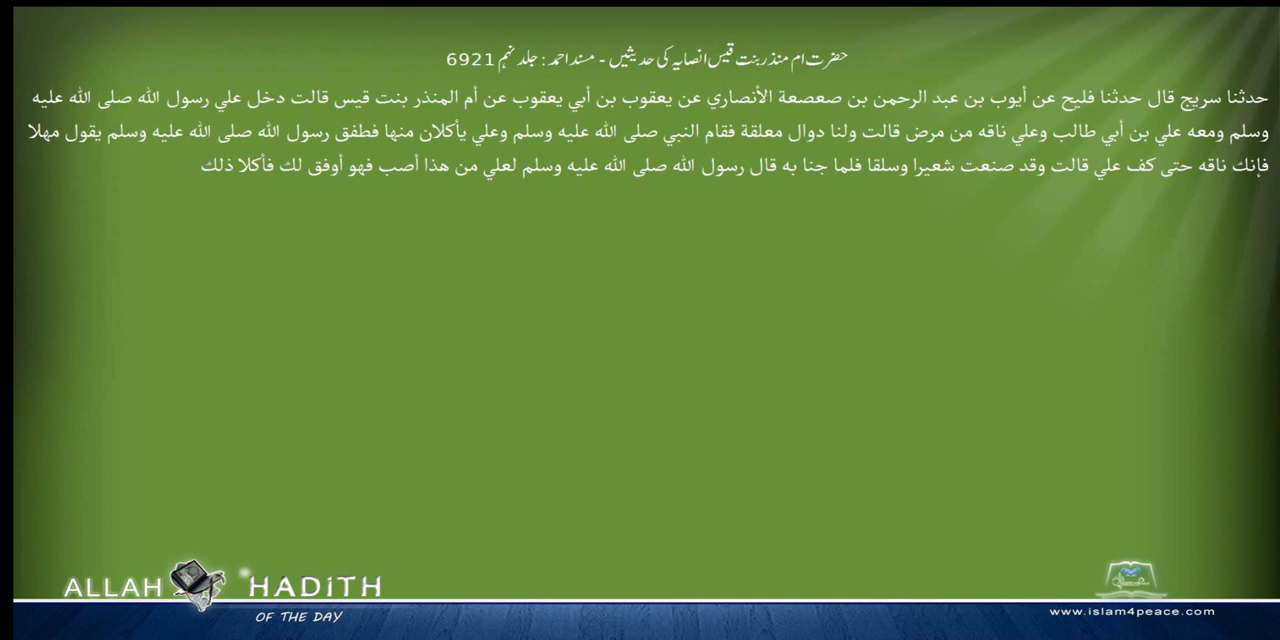 حضرت ام منذر بنت قیس انصاریہ کی حدیثیں - مسند احمد : جلد نہم 6921
حدثنا سريج قال حدثنا فليح عن أيوب بن عبد الرحمن بن صعصعة الأنصاري عن يعقوب بن أبي يعقوب عن أم المنذر بنت قيس قالت دخل علي رسول الله صلى الله عليه
وسلم ومعه علي بن أبي طالب وعلي ناقه من مرض قالت ولنا دوال معلقة فقام النبي صلى الله عليه وسلم وعلي يأكلان منها فطفق رسول الله صلى الله عليه وسلم يقول مهلا
فإنك ناقه حتى كف علي قالت وقد صنعت شعيرا وسلقا فلما جنا به قال رسول الله صلى الله عليه وسلم لعلي من هذا أصب فهو أوفق لك فأكلا ذلك
ALLAH HADITH
OF THE DAY
www.islam4peace.com